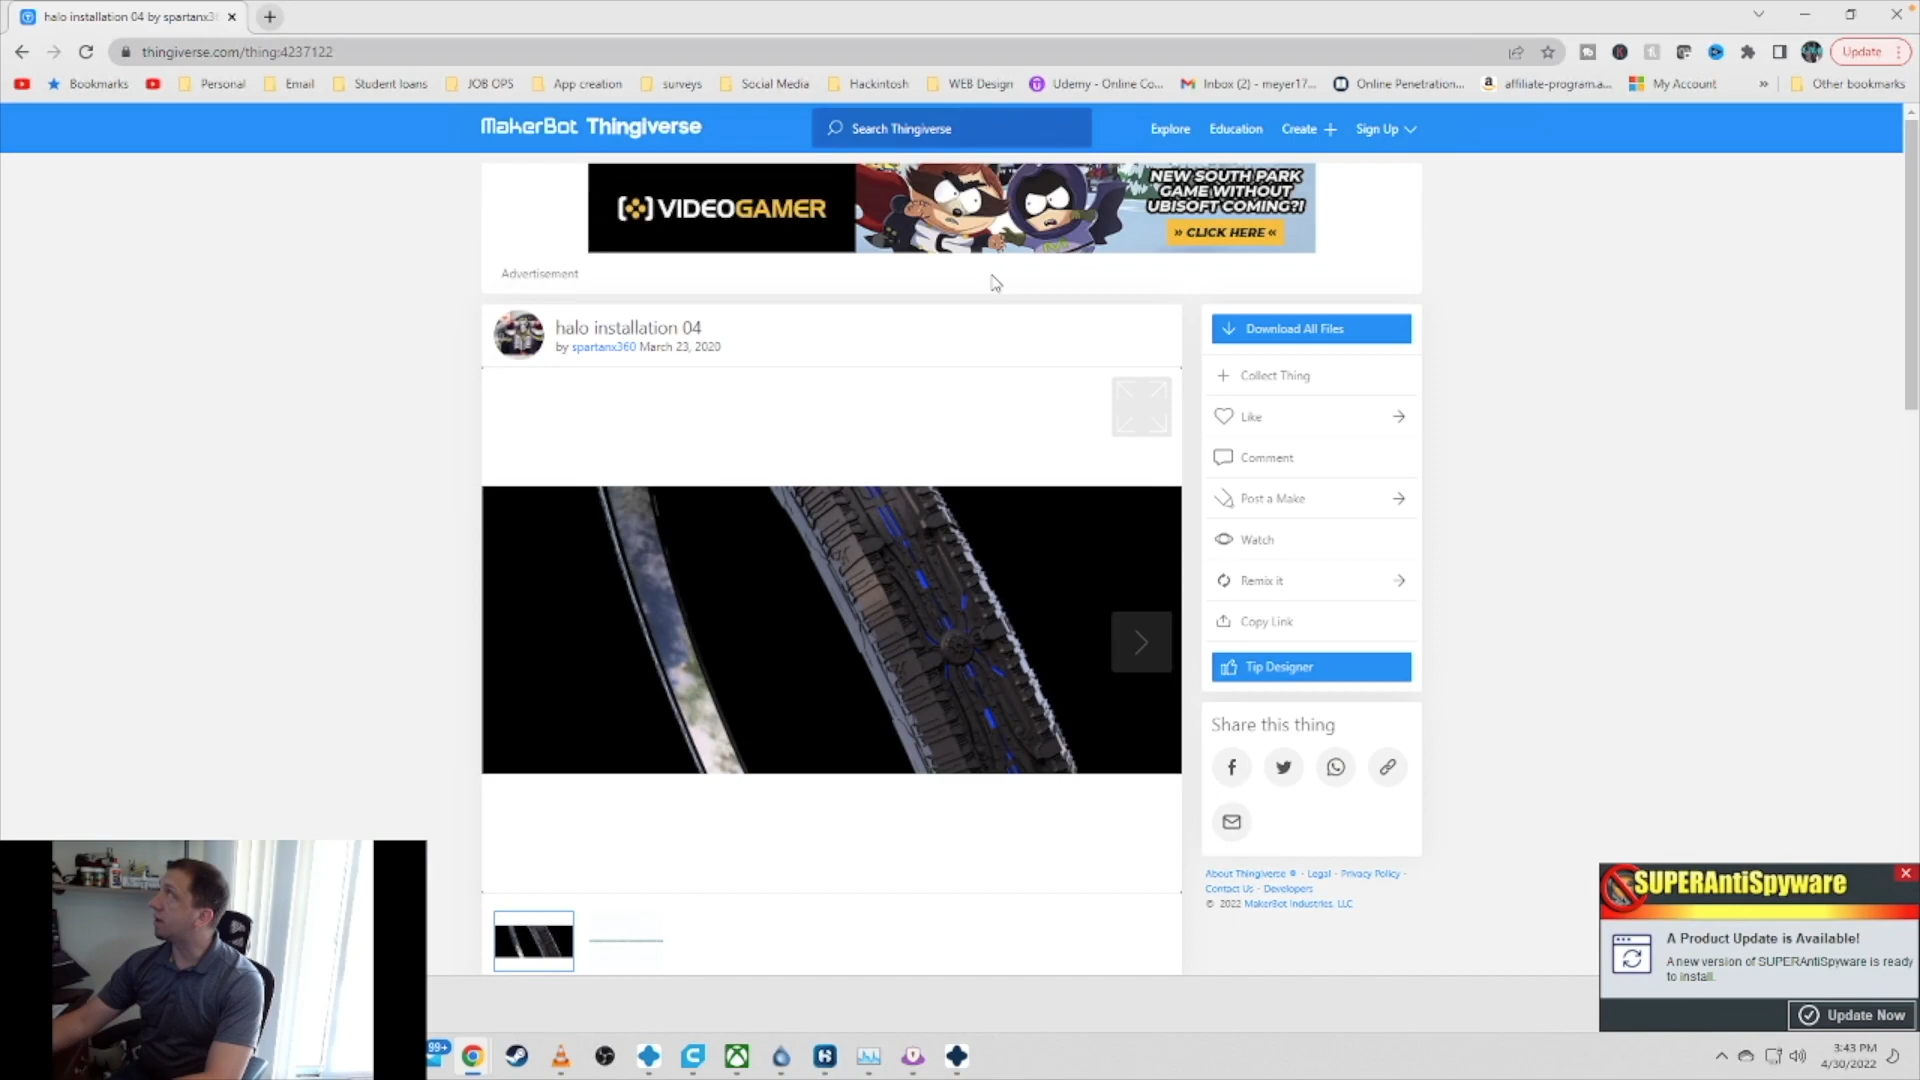 halo installation 04 by spartanx3
thingiverse.com/thing:4237122
Update
Bookmarks
Personal
Email
Student loans
JOB OPS
App creation
surveys
Social Media
Hackintosh
WEB Design
Udemy - Online Co...
Inbox (2) - meyer17...
Online Penetration...
affiliate-program.a...
My Account
»
Other bookmarks
MakerBot Thingiverse
Search Thingiverse
Explore
Education
Create +
Sign Up
VIDEOGAMER
NEW SOUTH PARK
GAME WITHOUT
UBISOFT COMING?!
» CLICK HERE «
Advertisement
halo installation 04
by spartanx360 March 23, 2020
Download All Files
Collect Thing
Like
Comment
Post a Make
Watch
Remix it
Copy Link
Tip Designer
Share this thing
About Thingiverse ® · Legal · Privacy Policy ·
Contact Us · Developers
© 2022 MakerBot Industries, LLC
SUPERAntiSpyware
A Product Update is Available!
A new version of SUPERAntiSpyware is ready
to install.
Update Now
99+
3:43 PM
4/30/2022